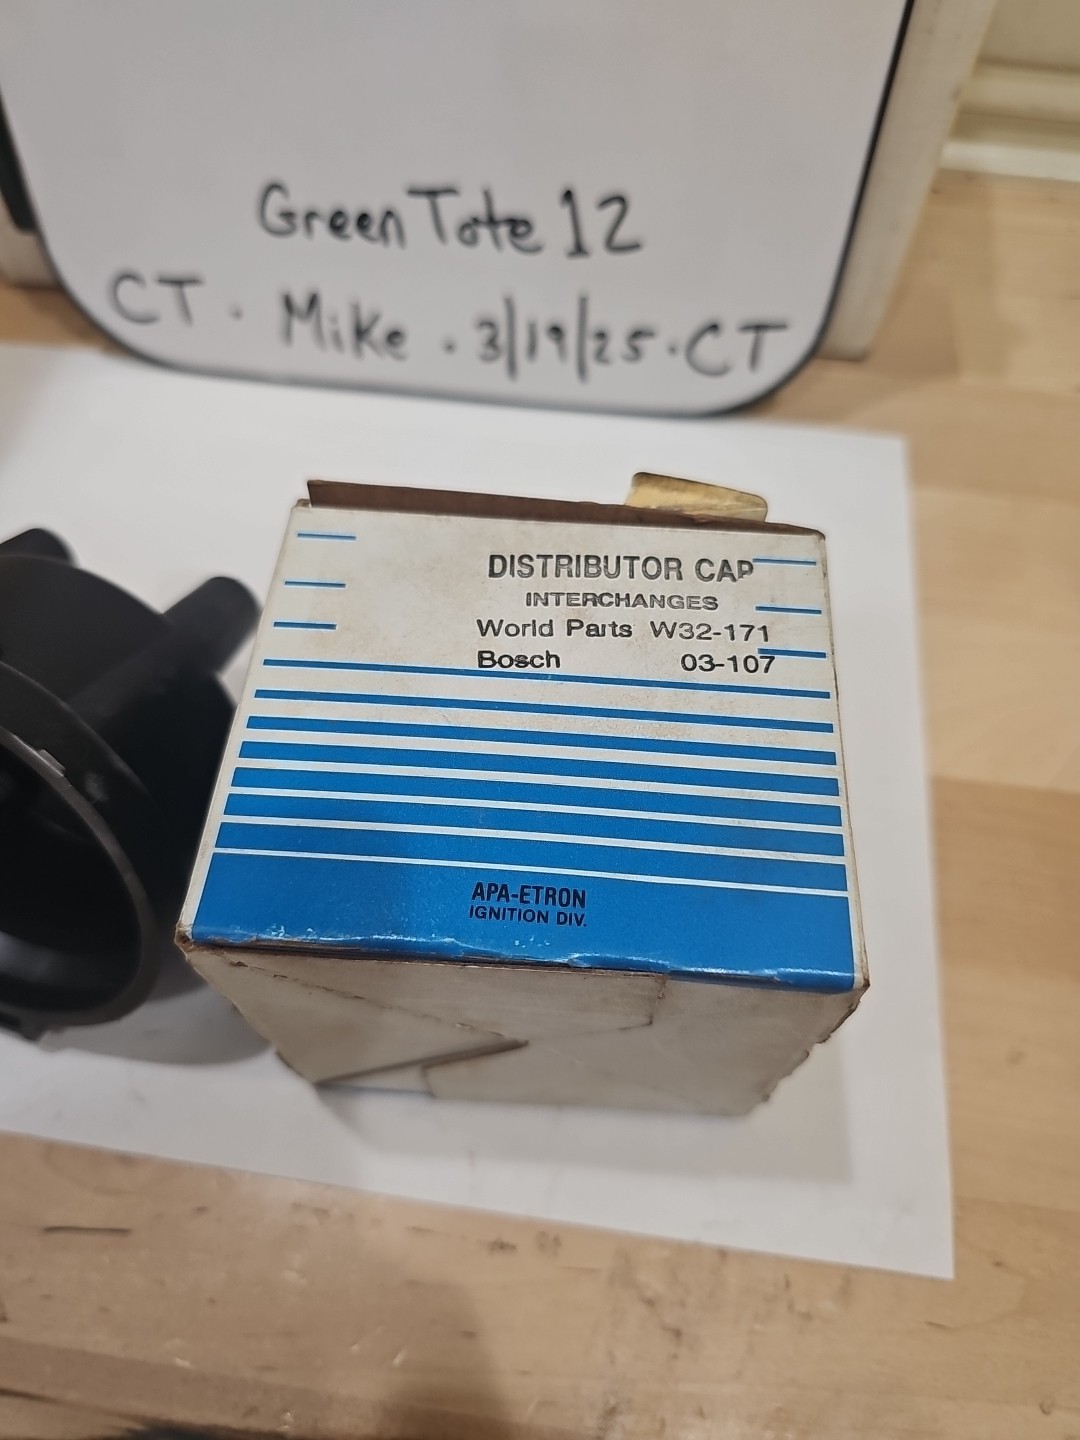 Green Tote 12
CT · Mike · 3/19/25 · CT
DISTRIBUTOR CAP
INTERCHANGES
World Parts W32-171
Bosch 03-107
APA-ETRON
IGNITION DIV.